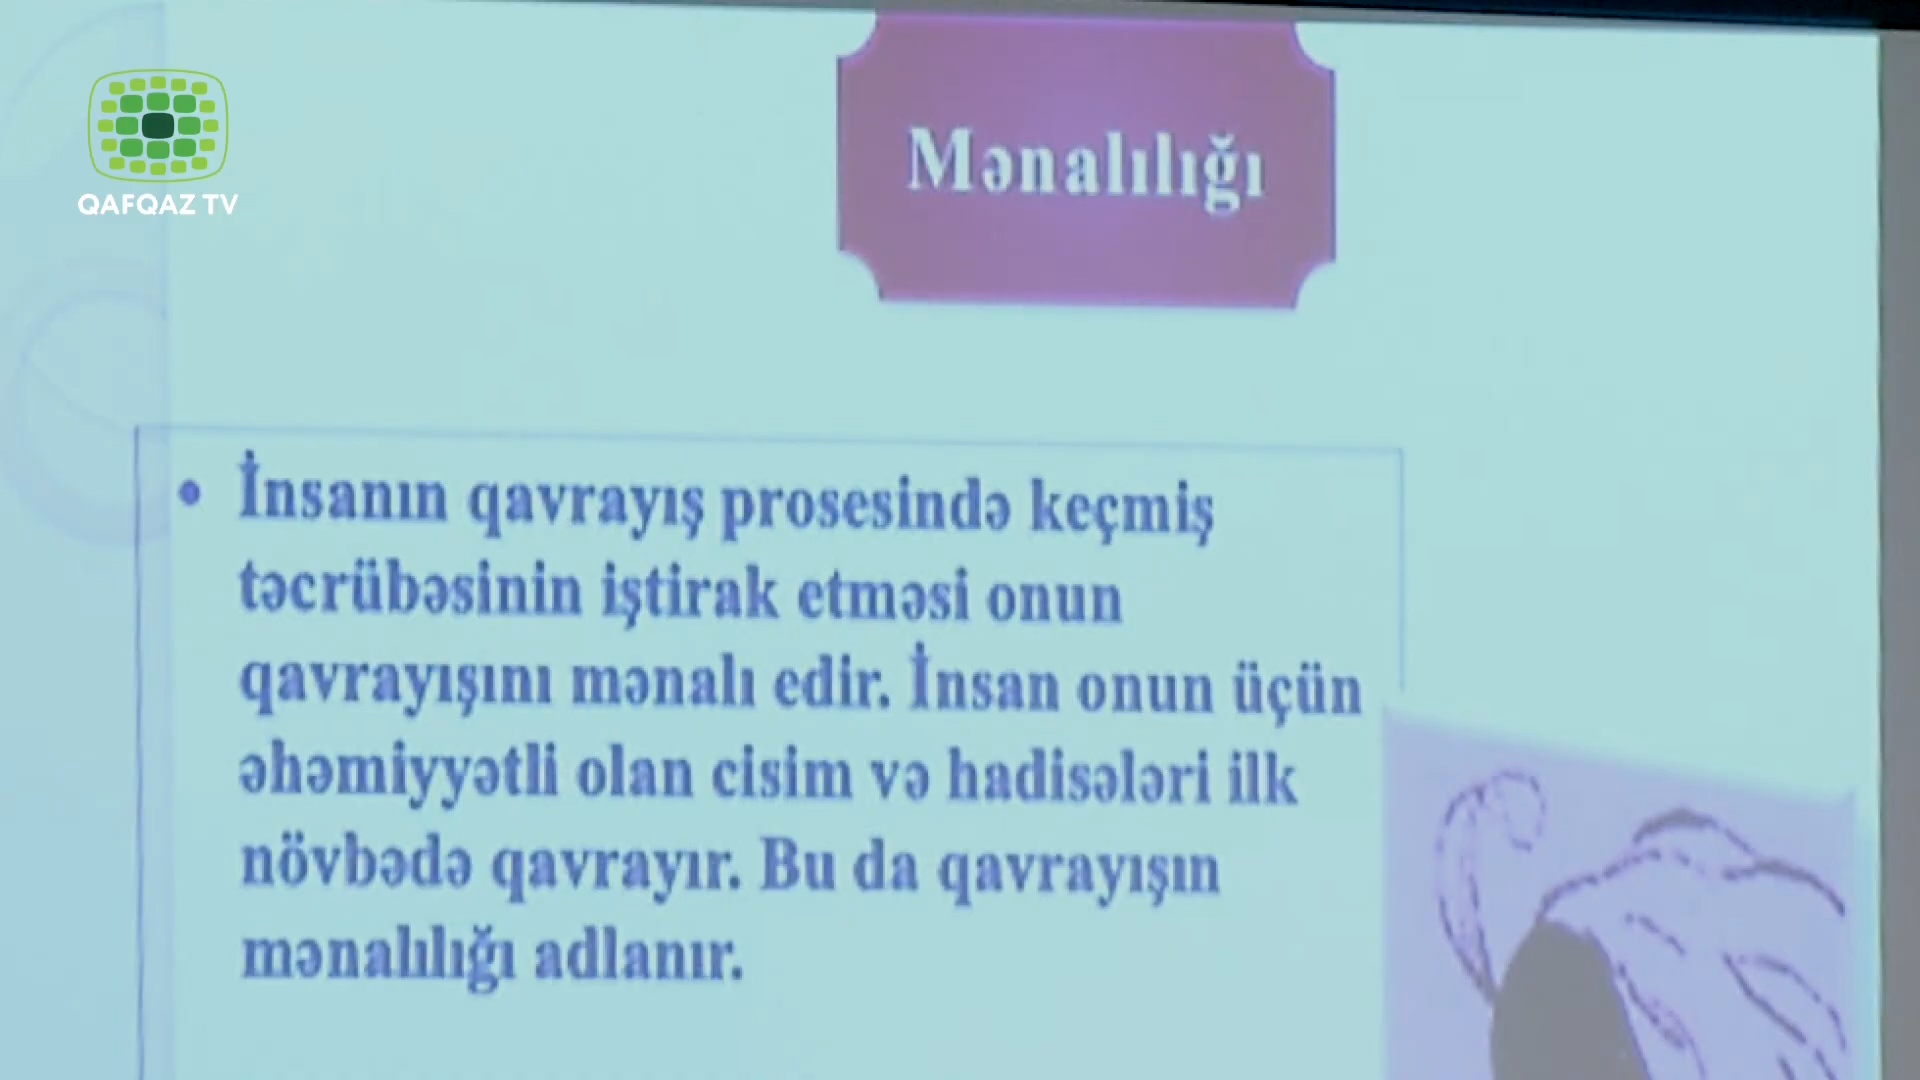 QAFQAZ TV
Mənalılığı
• İnsanın qavrayış prosesində keçmiş
təcrübəsinin iştirak etməsi onun
qavrayışını mənalı edir. İnsan onun üçün
əhəmiyyətli olan cisim və hadisələri ilk
növbədə qavrayır. Bu da qavrayışın
mənalılığı adlanır.